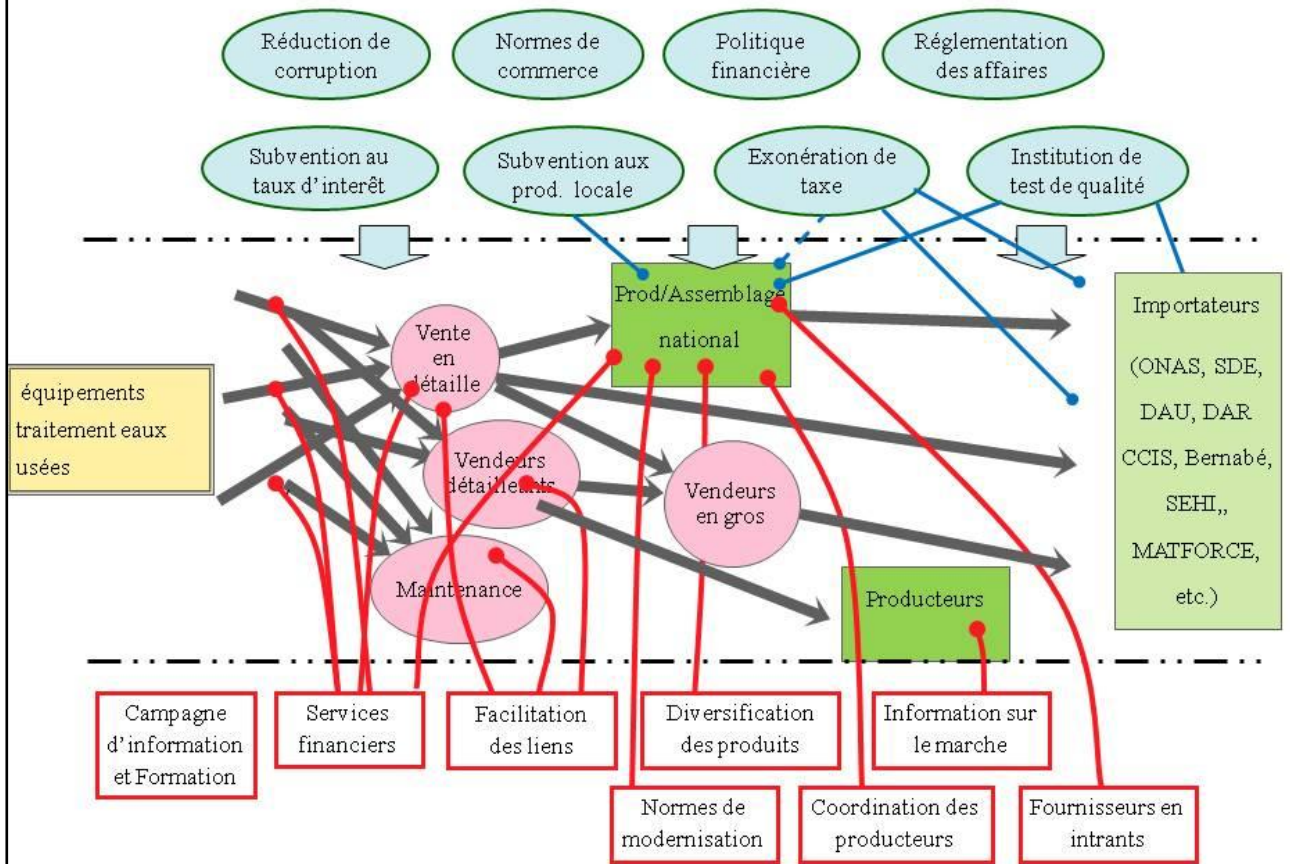 Réduction de
corruption
Normes de
commerce
Politique
financière
Réglementation
des affaires
Subvention au
taux d'interêt
Subvention aux
prod. locale
Exonération de
taxe
Institution de
test de qualité
équipements
traitement eaux
usées
Vente
en
détaille
Vendeurs
détailleants
Maintenance
Prod/Assemblage
national
Vendeurs
en gros
Producteurs
Importateurs
(ONAS, SDE,
DAU, DAR
CCIS, Bernabé,
SEHI,,
MATFORCE,
etc.)
Campagne
d'information
et Formation
Services
financiers
Facilitation
des liens
Diversification
des produits
Information sur
le marche
Normes de
modernisation
Coordination des
producteurs
Fournisseurs en
intrants